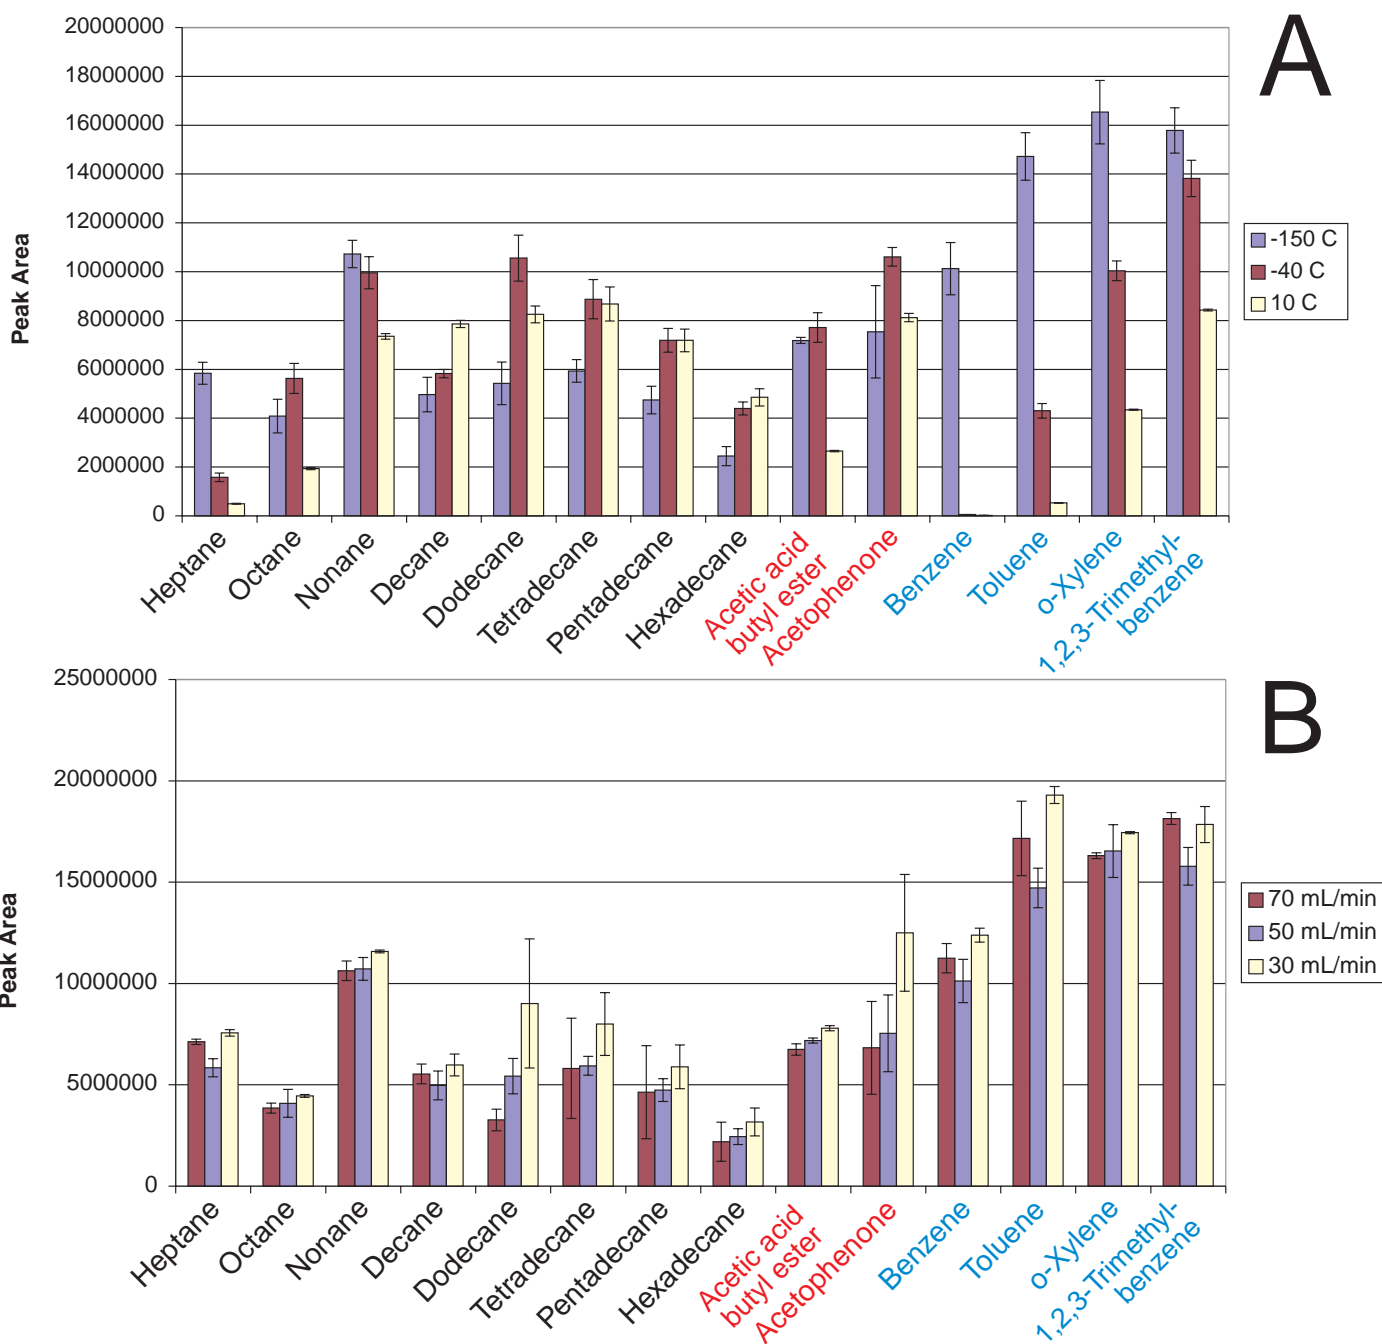 A
20000000
18000000
16000000
14000000
12000000
10000000
8000000
6000000
4000000
2000000
0
Peak Area
-150 C
-40 C
10 C
Heptane
Octane
Nonane
Decane
Dodecane
Tetradecane
Pentadecane
Hexadecane
Acetic acid
butyl ester
Acetophenone
Benzene
Toluene
o-Xylene
1,2,3-Trimethyl-
benzene
B
25000000
20000000
15000000
10000000
5000000
0
Peak Area
70 mL/min
50 mL/min
30 mL/min
Heptane
Octane
Nonane
Decane
Dodecane
Tetradecane
Pentadecane
Hexadecane
Acetic acid
butyl ester
Acetophenone
Benzene
Toluene
o-Xylene
1,2,3-Trimethyl-
benzene